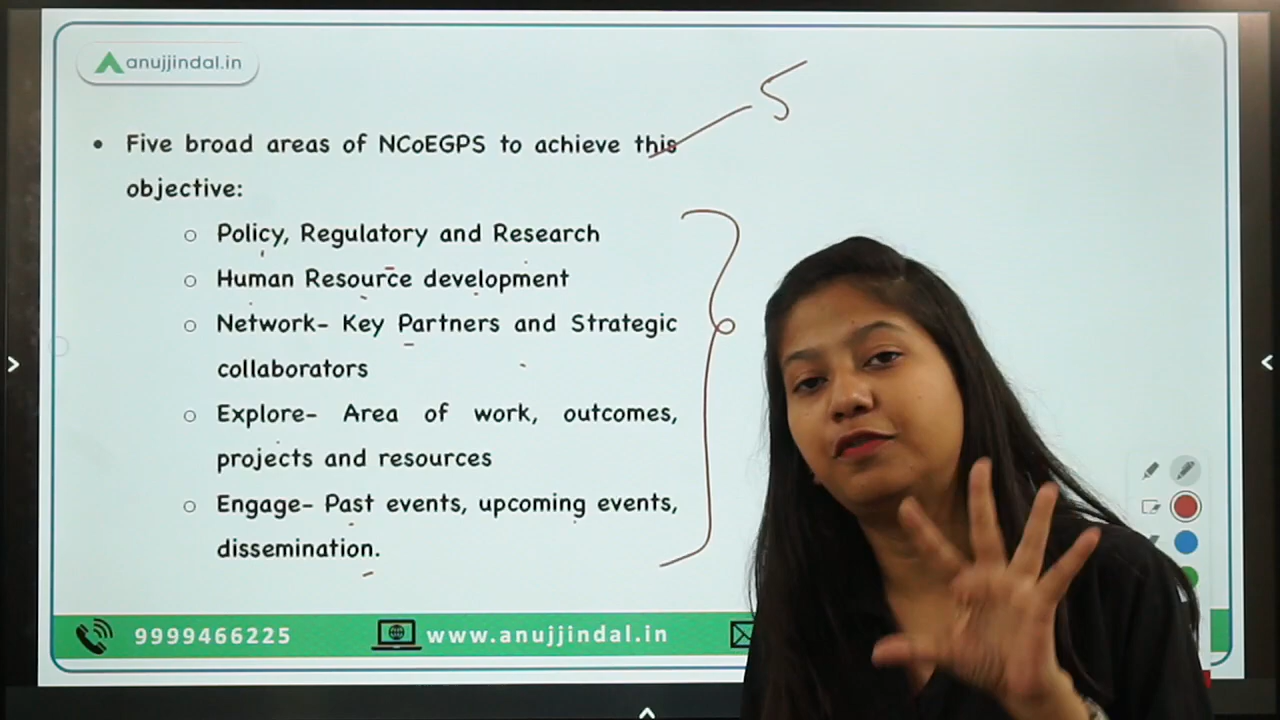 anujjindal.in
5
• Five broad areas of NCoEGPS to achieve this
objective:
○ Policy, Regulatory and Research
○ Human Resource development
○ Network- Key Partners and Strategic
collaborators
○ Explore- Area of work, outcomes,
projects and resources
○ Engage- Past events, upcoming events,
dissemination.
9999466225
www.anujjindal.in